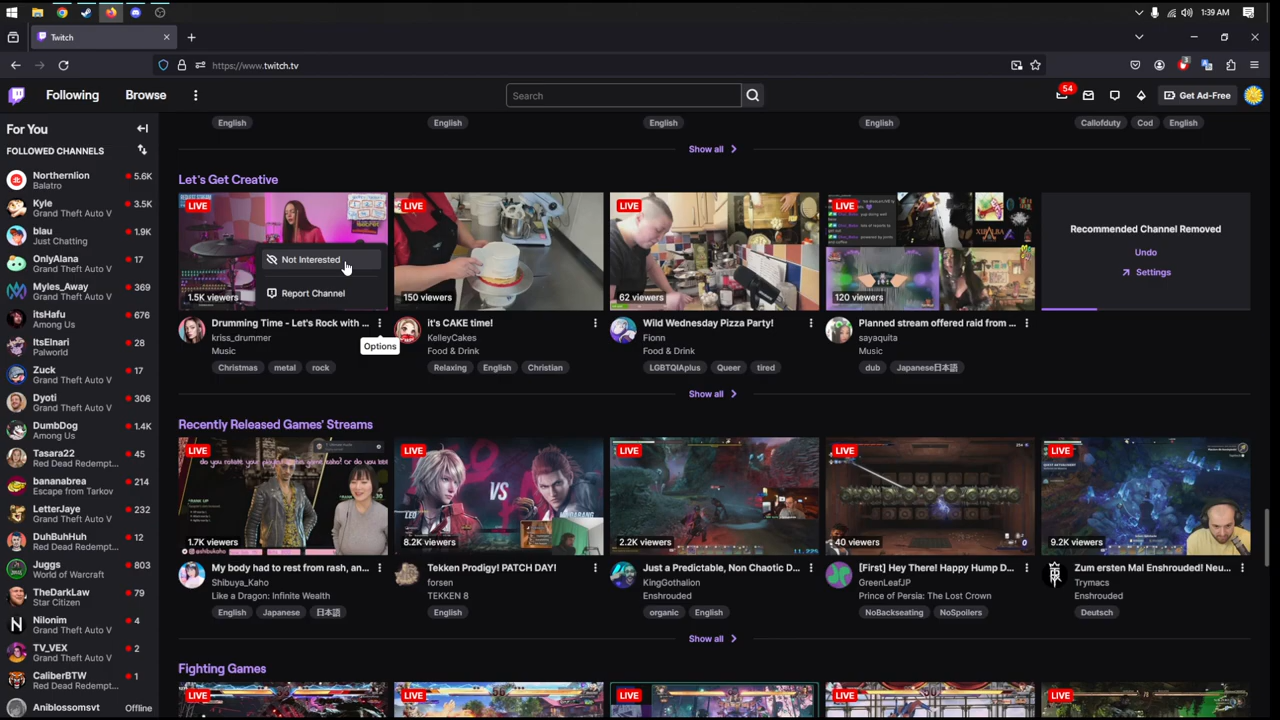 1:39 AM
Twitch
https://www.twitch.tv
3
Following
Browse
Search
54
Get Ad-Free
For You
FOLLOWED CHANNELS
Northernlion
5.6K
Balatro
Kyle
3.5K
Grand Theft Auto V
blau
1.9K
Just Chatting
OnlyAlana
17
Grand Theft Auto V
Myles_Away
369
Grand Theft Auto V
itsHafu
676
Among Us
ItsElnari
28
Palworld
Zuck
17
Grand Theft Auto V
Dyoti
306
Grand Theft Auto V
DumbDog
1.4K
Among Us
Tasara22
45
Red Dead Redempt...
bananabrea
214
Escape from Tarkov
LetterJaye
232
Grand Theft Auto V
DuhBuhHuh
12
Among Us
Juggs
803
World of Warcraft
TheDarkLaw
79
Star Citizen
Nilonim
4
Grand Theft Auto V
TV_VEX
2
Grand Theft Auto V
CaliberBTW
1
Red Dead Redempt...
Aniblossomsvt
Offline
English
English
English
English
Callofduty Cod English
Show all
Let's Get Creative
LIVE
Not Interested
Report Channel
1.5K viewers
Drumming Time - Let's Rock with ...
kriss_drummer
Music
Options
Christmas metal rock
LIVE
150 viewers
it's CAKE time!
KelleyCakes
Food & Drink
Relaxing English Christian
LIVE
62 viewers
Wild Wednesday Pizza Party!
Fionn
Food & Drink
LGBTQIAplus Queer tired
LIVE
120 viewers
Planned stream offered raid from ...
sayaquita
Music
dub Japanese日本語
Recommended Channel Removed
Undo
Settings
Show all
Recently Released Games' Streams
LIVE
1.7K viewers
My body had to rest from rash, an...
Shibuya_Kaho
Like a Dragon: Infinite Wealth
English Japanese 日本語
LIVE
LEO VS
8.2K viewers
Tekken Prodigy! PATCH DAY!
forsen
TEKKEN 8
English
LIVE
2.2K viewers
Just a Predictable, Non Chaotic D...
KingGothalion
Enshrouded
organic English
LIVE
40 viewers
[First] Hey There! Happy Hump D...
GreenLeafJP
Prince of Persia: The Lost Crown
NoBackseating NoSpoilers
LIVE
9.2K viewers
Zum ersten Mal Enshrouded! Neu...
Trymacs
Enshrouded
Deutsch
Show all
Fighting Games
LIVE
LIVE
LIVE
LIVE
LIVE